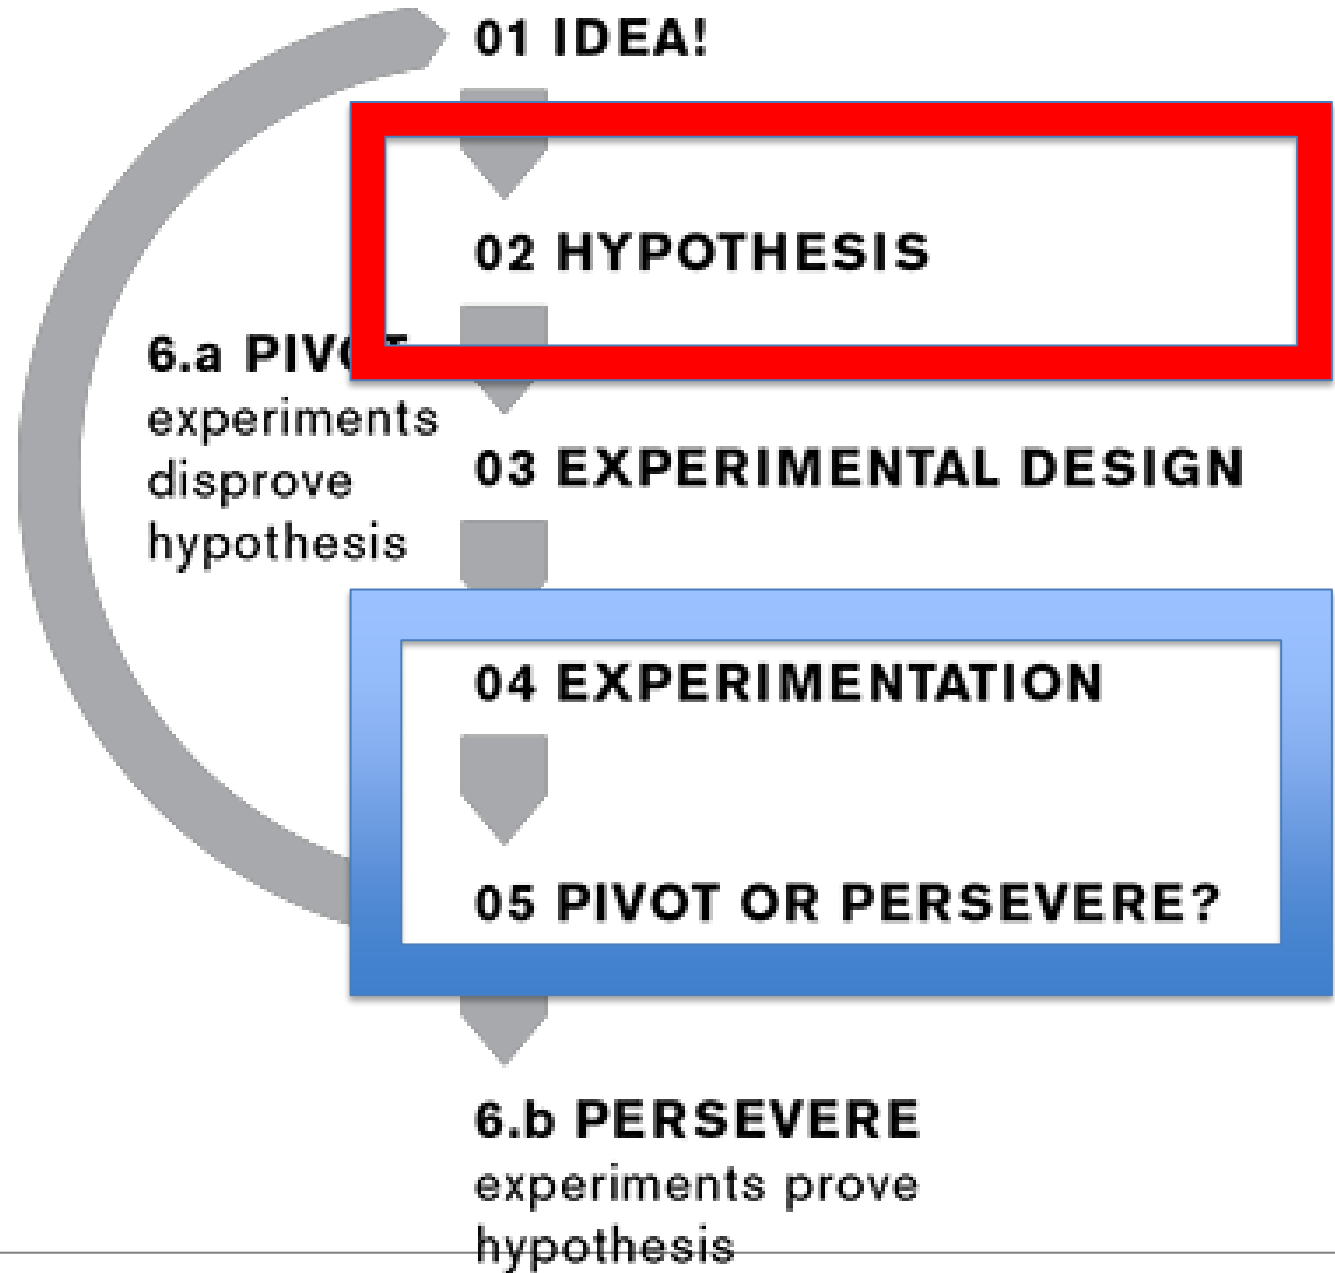 01 IDEA!
02 HYPOTHESIS
6.a PIVOT
experiments
disprove
hypothesis
03 EXPERIMENTAL DESIGN
04 EXPERIMENTATION
05 PIVOT OR PERSEVERE?
6.b PERSEVERE
experiments prove
hypothesis